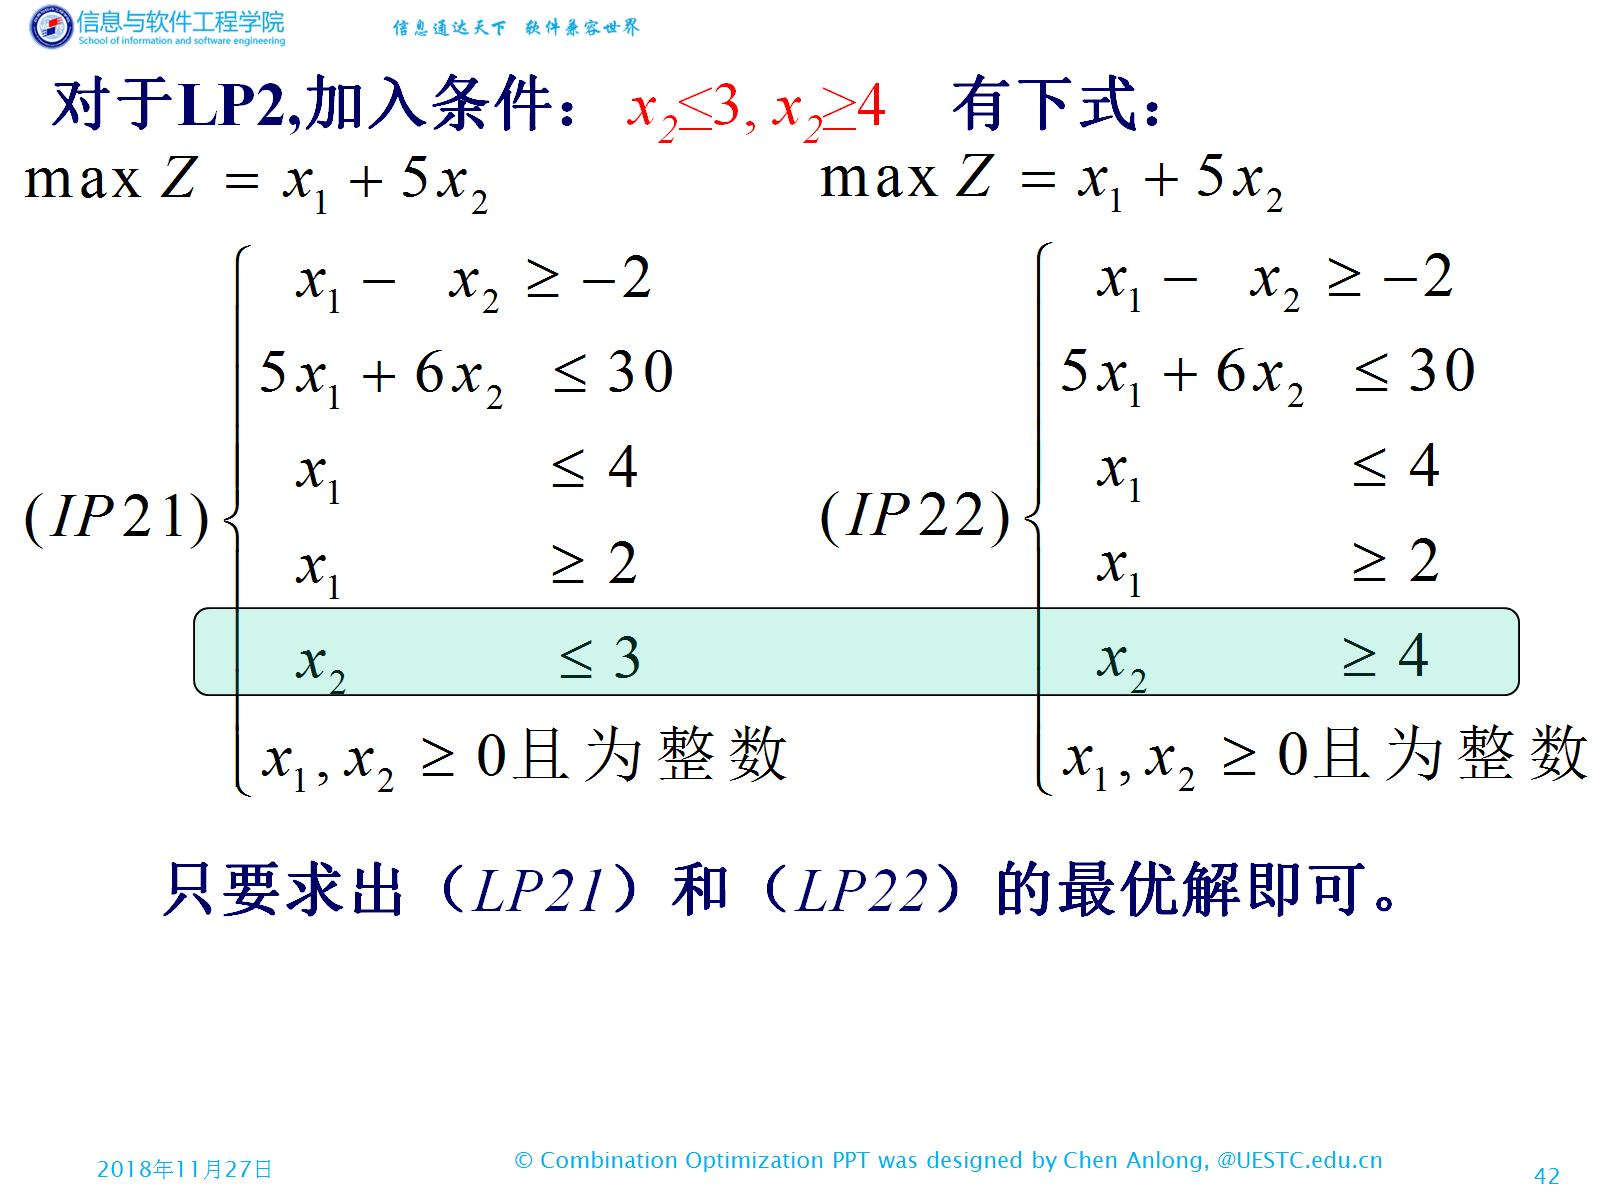 信息与软件工程学院
School of information and software engineering
信息通达天下 软件兼容世界
对于LP2,加入条件： x₂≤3, x₂≥4 有下式：
max Z = x₁ + 5x₂
(IP21)
x₁ − x₂ ≥ −2
5x₁ + 6x₂ ≤ 30
x₁ ≤ 4
x₁ ≥ 2
x₂ ≤ 3
x₁, x₂ ≥ 0且为整数
max Z = x₁ + 5x₂
(IP22)
x₁ − x₂ ≥ −2
5x₁ + 6x₂ ≤ 30
x₁ ≤ 4
x₁ ≥ 2
x₂ ≥ 4
x₁, x₂ ≥ 0且为整数
只要求出（LP21）和（LP22）的最优解即可。
2018年11月27日
© Combination Optimization PPT was designed by Chen Anlong, @UESTC.edu.cn
42